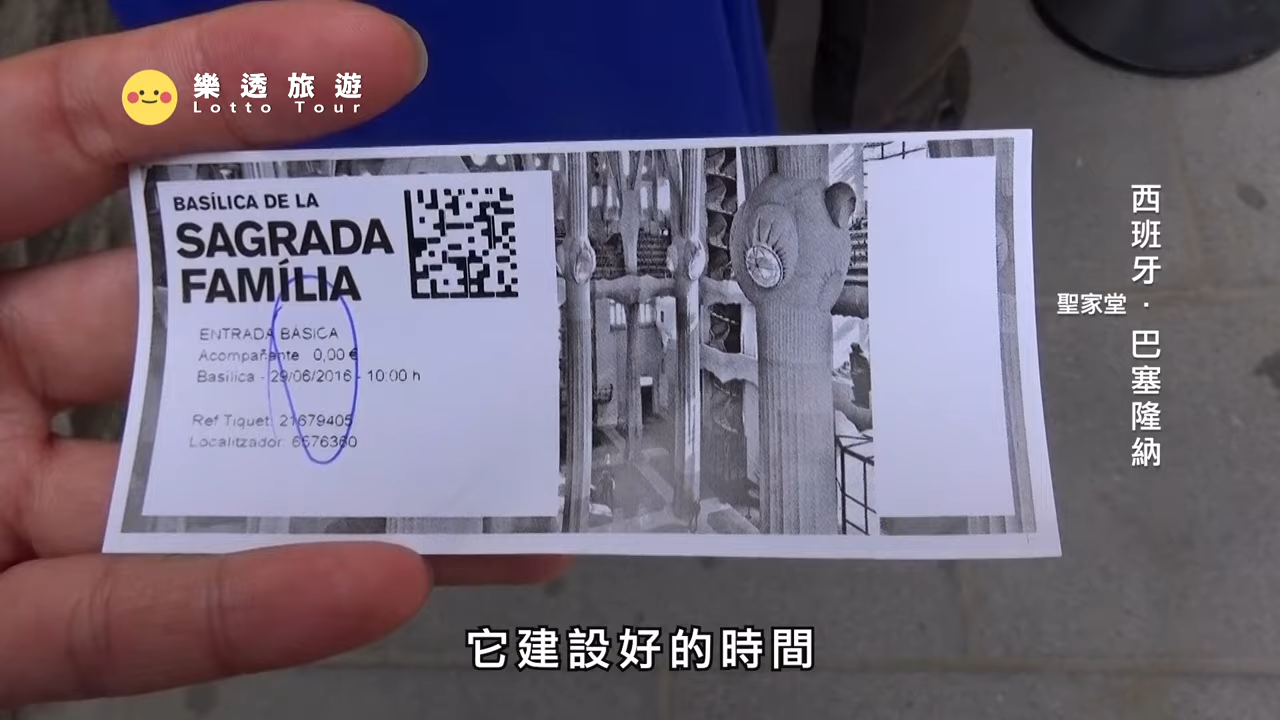 樂透旅遊
Lotto Tour
BASÍLICA DE LA
SAGRADA
FAMÍLIA
ENTRADA BASICA
Acompañante 0,00 €
Basílica - 29/06/2016 - 10:00 h
Ref Tiquet: 21679405
Localitzador: 6576360
西班牙·巴塞隆納
聖家堂
它建設好的時間